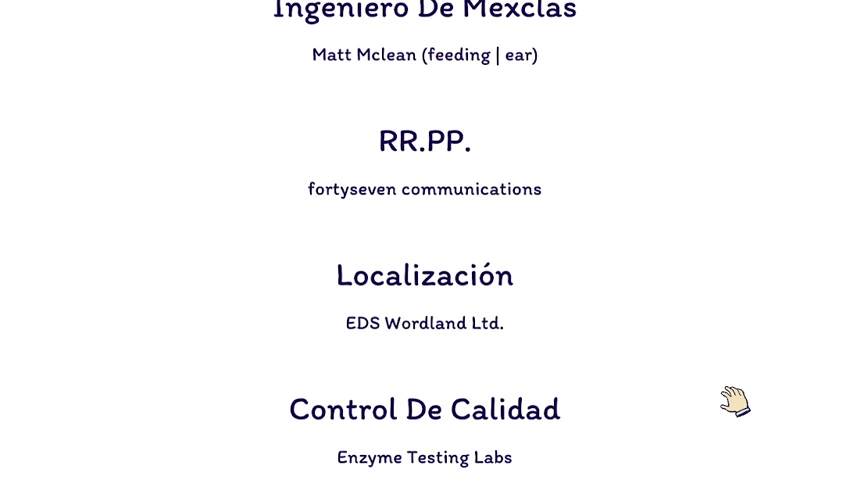 Ingeniero De Mexclas
Matt Mclean (feeding | ear)
RR.PP.
fortyseven communications
Localización
EDS Wordland Ltd.
Control De Calidad
Enzyme Testing Labs